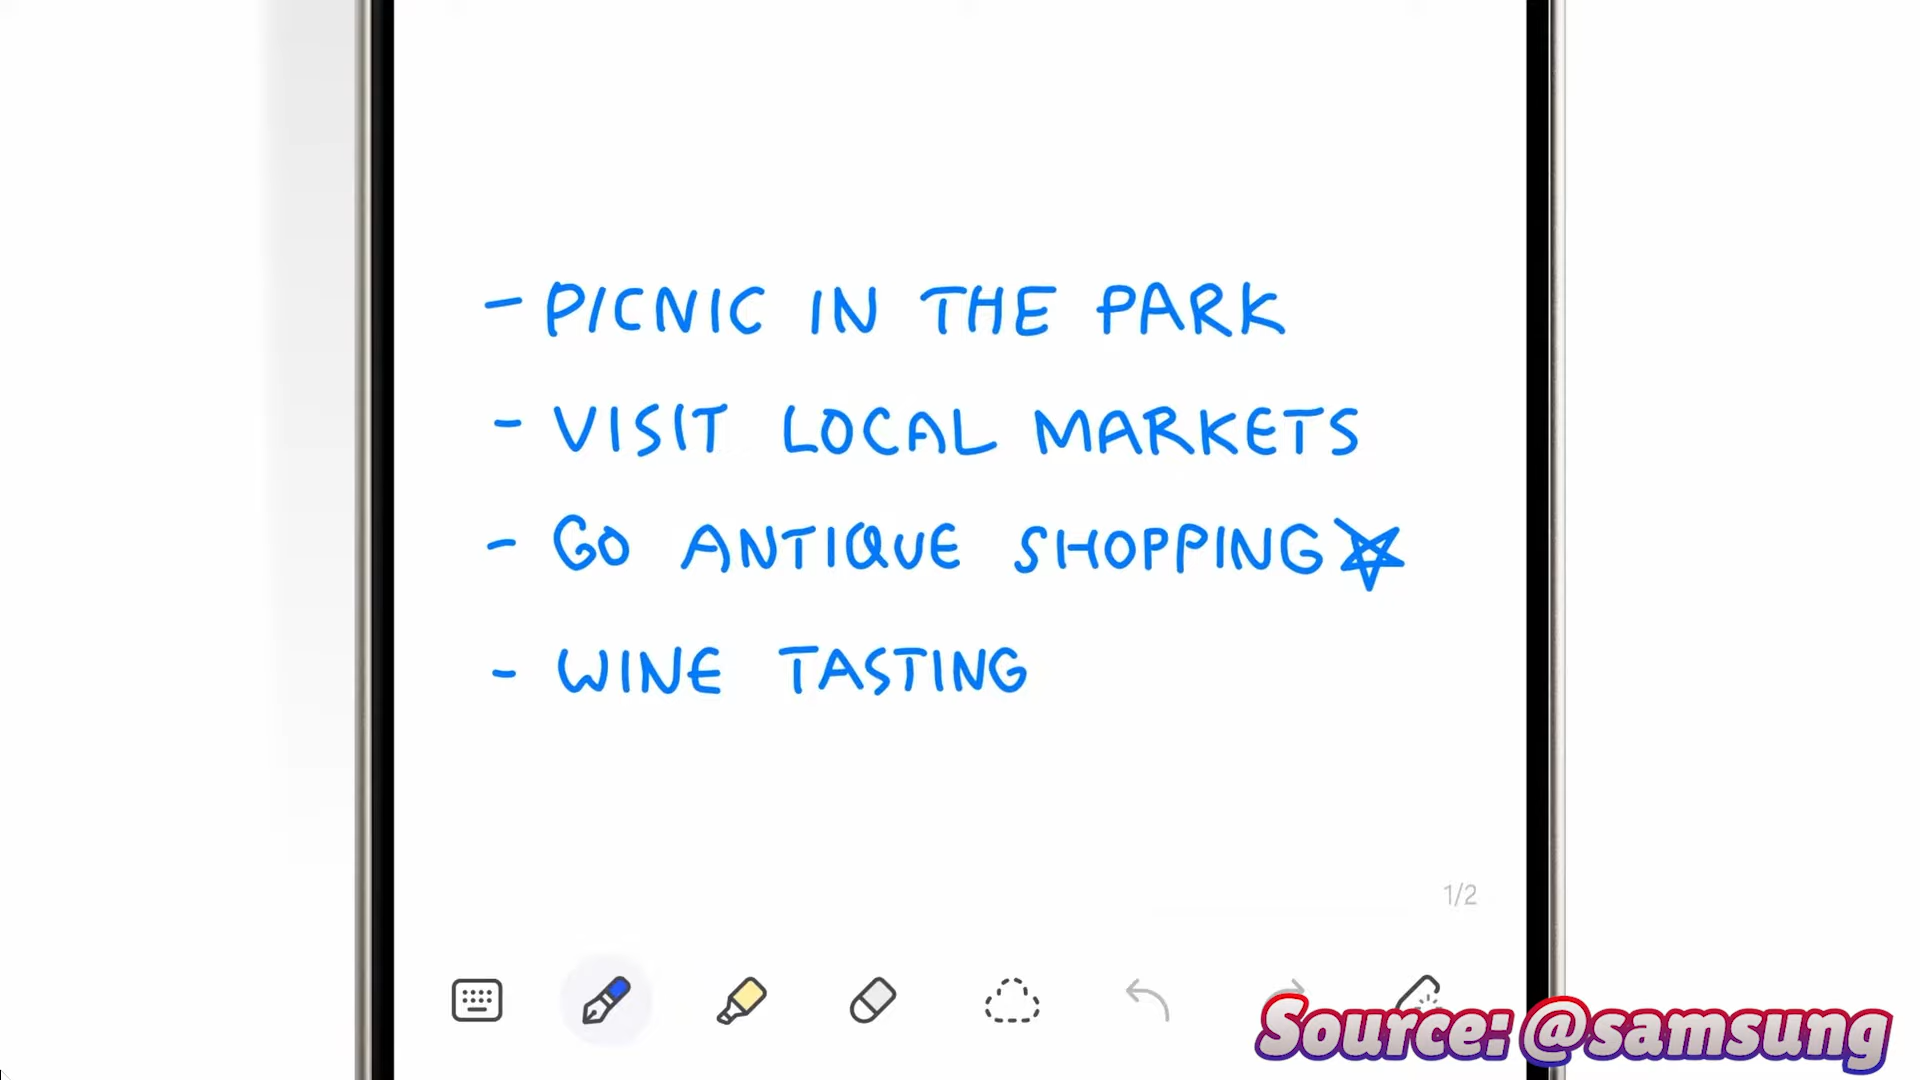 - PICNIC IN THE PARK
- VISIT LOCAL MARKETS
- GO ANTIQUE SHOPPING
- WINE TASTING
1/2
Source: @samsung